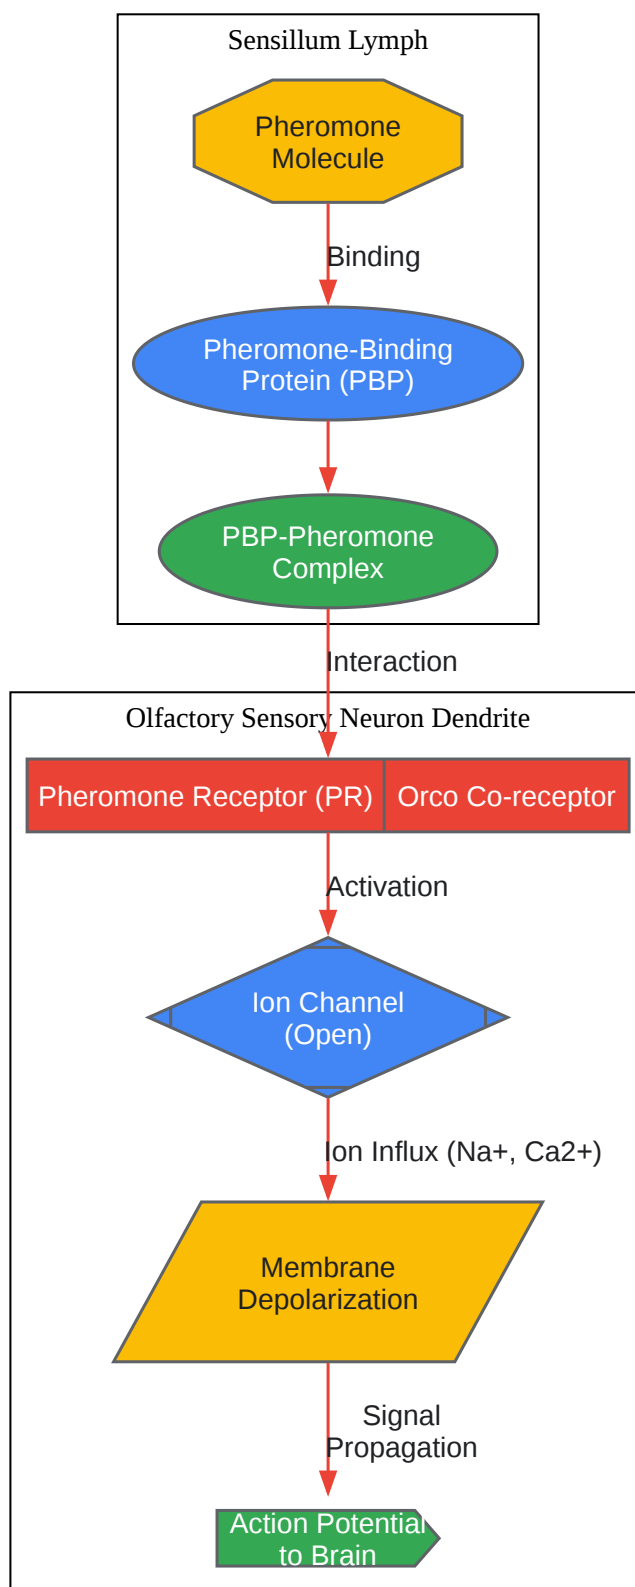 Sensillum Lymph
Pheromone
Molecule
Binding
Pheromone-Binding
Protein (PBP)
PBP-Pheromone
Complex
Interaction
Olfactory Sensory Neuron Dendrite
Pheromone Receptor (PR)
Orco Co-receptor
Activation
Ion Channel
(Open)
Ion Influx (Na+, Ca2+)
Membrane
Depolarization
Signal
Propagation
Action Potential
to Brain